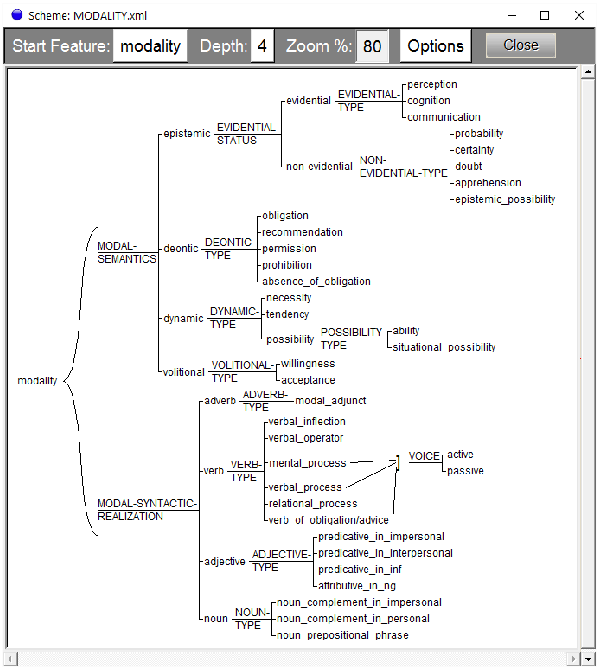 Scheme: MODALITY.xml
Start Feature: modality Depth: 4 Zoom %: 80 Options Close
perception
evidential EVIDENTIAL-
TYPE
cognition
communication
epistemic EVIDENTIAL
STATUS
probability
certainty
non-evidential NON-
EVIDENTIAL-TYPE
doubt
apprehension
epistemic_possibility
MODAL-
SEMANTICS
obligation
recommendation
deontic DEONTIC
TYPE
permission
prohibition
absence_of_obligation
necessity
dynamic DYNAMIC-
TYPE
tendency
possibility POSSIBILITY
TYPE
ability
situational_possibility
volitional VOLITIONAL-
TYPE
willingness
acceptance
modality
adverb ADVERB-
TYPE
modal_adjunct
verbal_inflection
verbal_operator
verb VERB-
TYPE
mental_process
verbal_process
relational_process
verb_of_obligation/advice
VOICE
active
passive
MODAL-SYNTACTIC-
REALIZATION
predicative_in_impersonal
adjective ADJECTIVE-
TYPE
predicative_in_interpersonal
predicative_in_inf
attributive_in_ng
noun_complement_in_impersonal
noun NOUN-
TYPE
noun_complement_in_personal
noun_prepositional_phrase